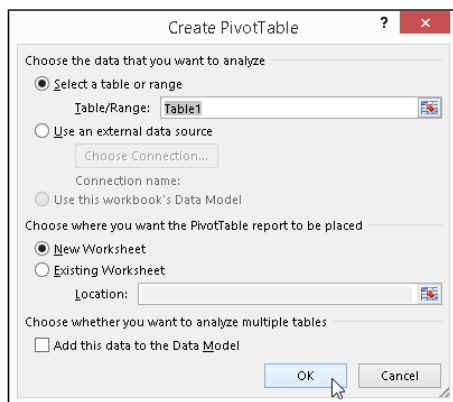 Create PivotTable ? ×
Choose the data that you want to analyze
Select a table or range
Table/Range: Table1
Use an external data source
Choose Connection...
Connection name:
Use this workbook's Data Model
Choose where you want the PivotTable report to be placed
New Worksheet
Existing Worksheet
Location:
Choose whether you want to analyze multiple tables
Add this data to the Data Model
OK Cancel